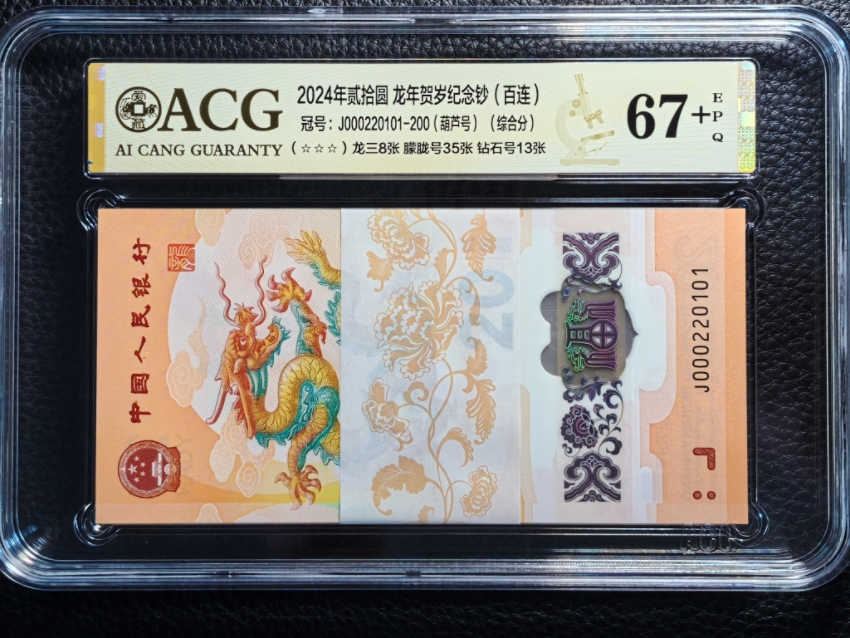 ACG
AI CANG GUARANTY
2024年贰拾圆 龙年贺岁纪念钞（百连）
冠号：J000220101-200（葫芦号）（综合分）
（☆☆☆）龙三8张 朦胧号35张 钻石号13张
67+
EPQ
中国人民银行
20
J000220101